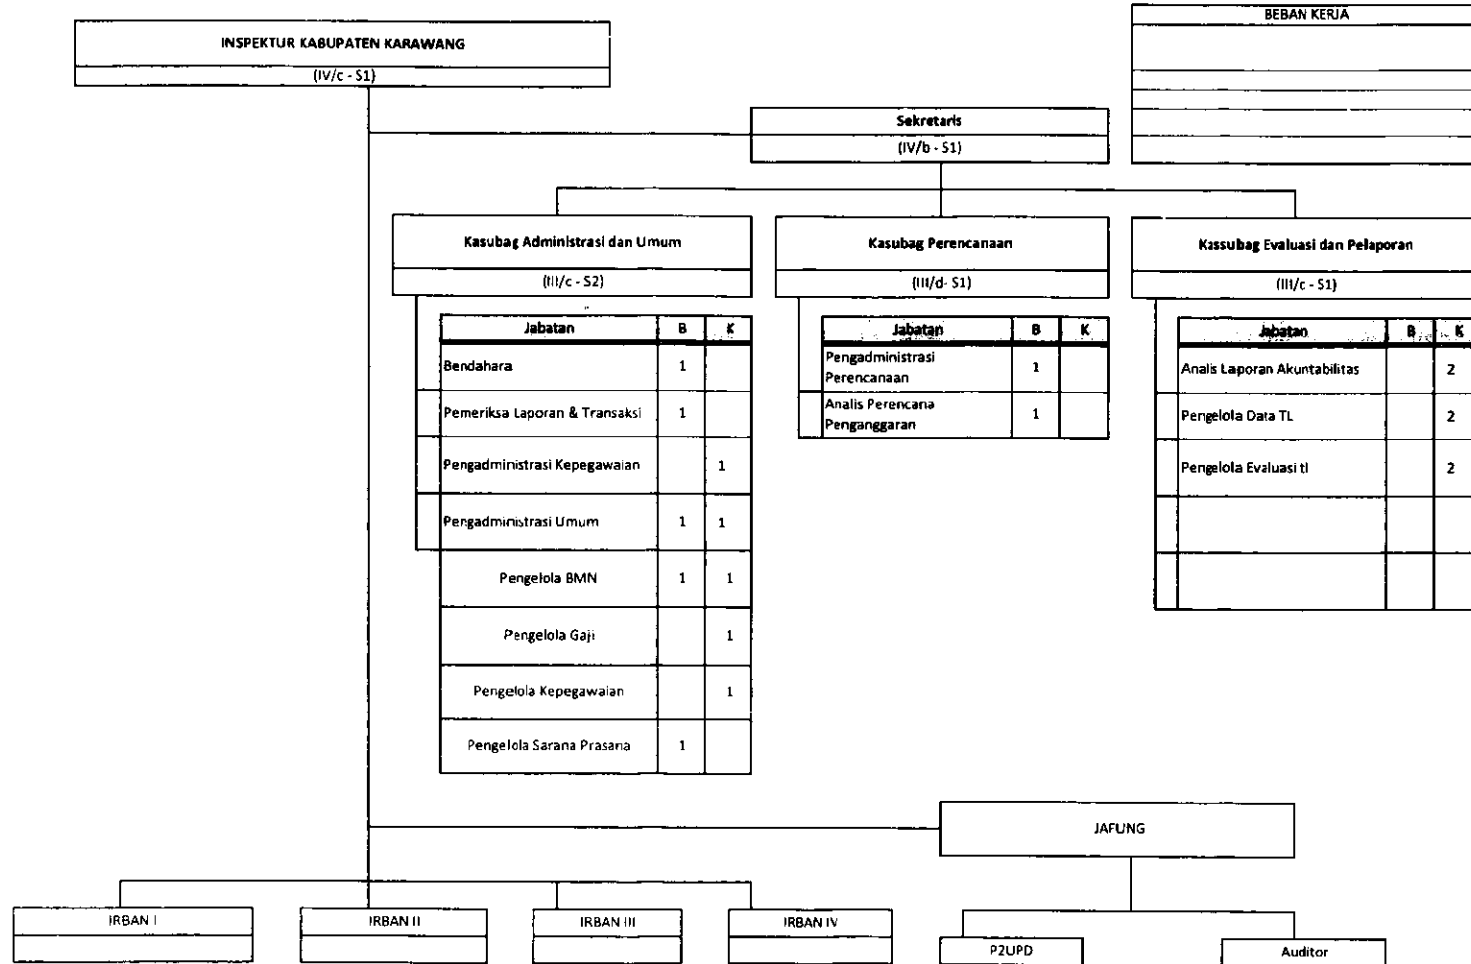 BEBAN KERJA
INSPEKTUR KABUPATEN KARAWANG
(IV/c - S1)
Sekretaris
(IV/b - S1)
Kasubag Administrasi dan Umum
(III/c - S2)
Kasubag Perencanaan
(III/d- S1)
Kassubag Evaluasi dan Pelaporan
(III/c - S1)
Jabatan B K
Bendahara 1
Pemeriksa Laporan & Transaksi 1
Pengadministrasi Kepegawaian 1
Pengadministrasi Umum 1 1
Pengelola BMN 1 1
Pengelola Gaji 1
Pengelola Kepegawaian 1
Pengelola Sarana Prasana 1
Jabatan B K
Pengadministrasi
Perencanaan 1
Analis Perencana
Penganggaran 1
Jabatan B K
Analis Laporan Akuntabilitas 2
Pengelola Data TL 2
Pengelola Evaluasi tl 2
JAFUNG
IRBAN I
IRBAN II
IRBAN III
IRBAN IV
P2UPD
Auditor